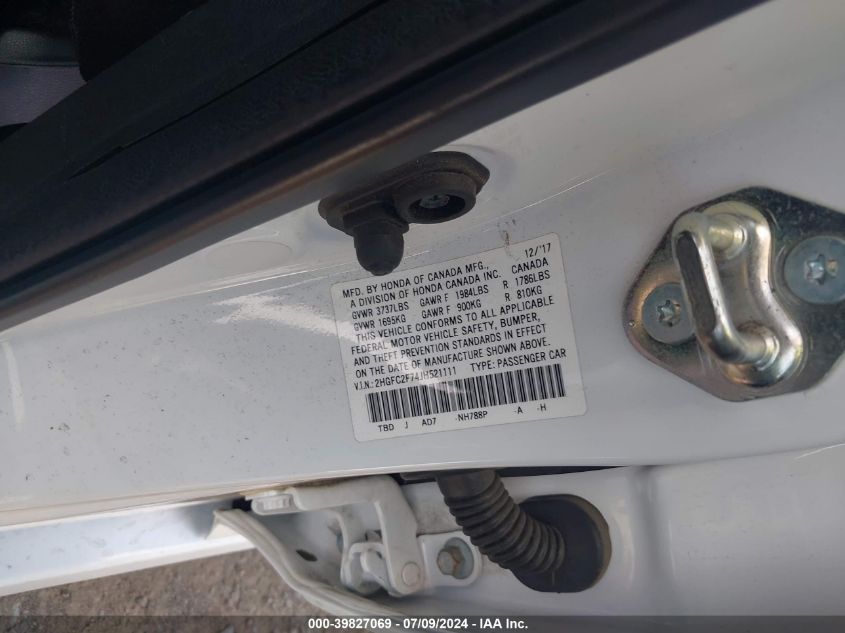 MFD. BY HONDA OF CANADA MFG., 12/'17
A DIVISION OF HONDA CANADA INC. CANADA
GVWR 3737LBS GAWR F 1984LBS R 1786LBS
GVWR 1695KG GAWR F 900KG R 810KG
THIS VEHICLE CONFORMS TO ALL APPLICABLE
FEDERAL MOTOR VEHICLE SAFETY, BUMPER,
AND THEFT PREVENTION STANDARDS IN EFFECT
ON THE DATE OF MANUFACTURE SHOWN ABOVE.
V.I.N.:2HGFC2F74JH521111 TYPE: PASSENGER CAR
TBD J AD7 -NH788P -A -H
000-39827069 - 07/09/2024 - IAA Inc.